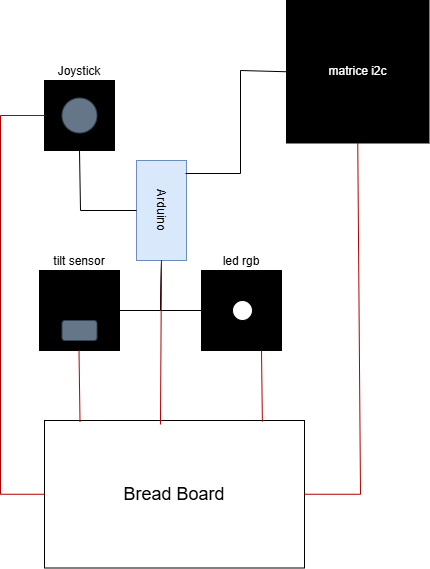 matrice i2c
Joystick
Arduino
tilt sensor
led rgb
Bread Board